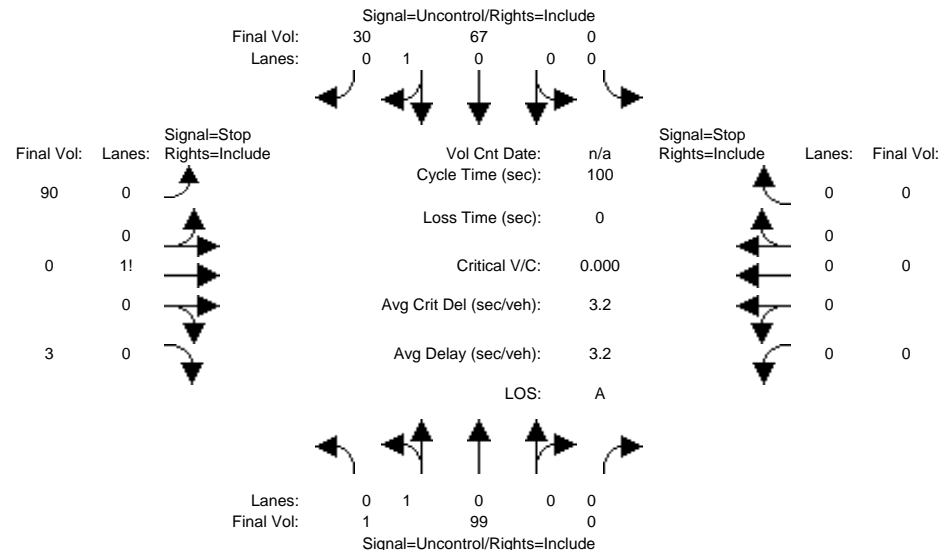 Signal=Uncontrol/Rights=Include
Final Vol: 30 67 0
Lanes: 0 1 0 0 0
Signal=Stop Signal=Stop
Final Vol: Lanes: Rights=Include Vol Cnt Date: n/a Rights=Include Lanes: Final Vol:
Cycle Time (sec): 100
90 0 0 0
Loss Time (sec): 0
0 0
0 1! Critical V/C: 0.000 0 0
0 Avg Crit Del (sec/veh): 3.2 0
3 0 Avg Delay (sec/veh): 3.2 0 0
LOS: A
Lanes: 0 1 0 0 0
Final Vol: 1 99 0
Signal=Uncontrol/Rights=Include